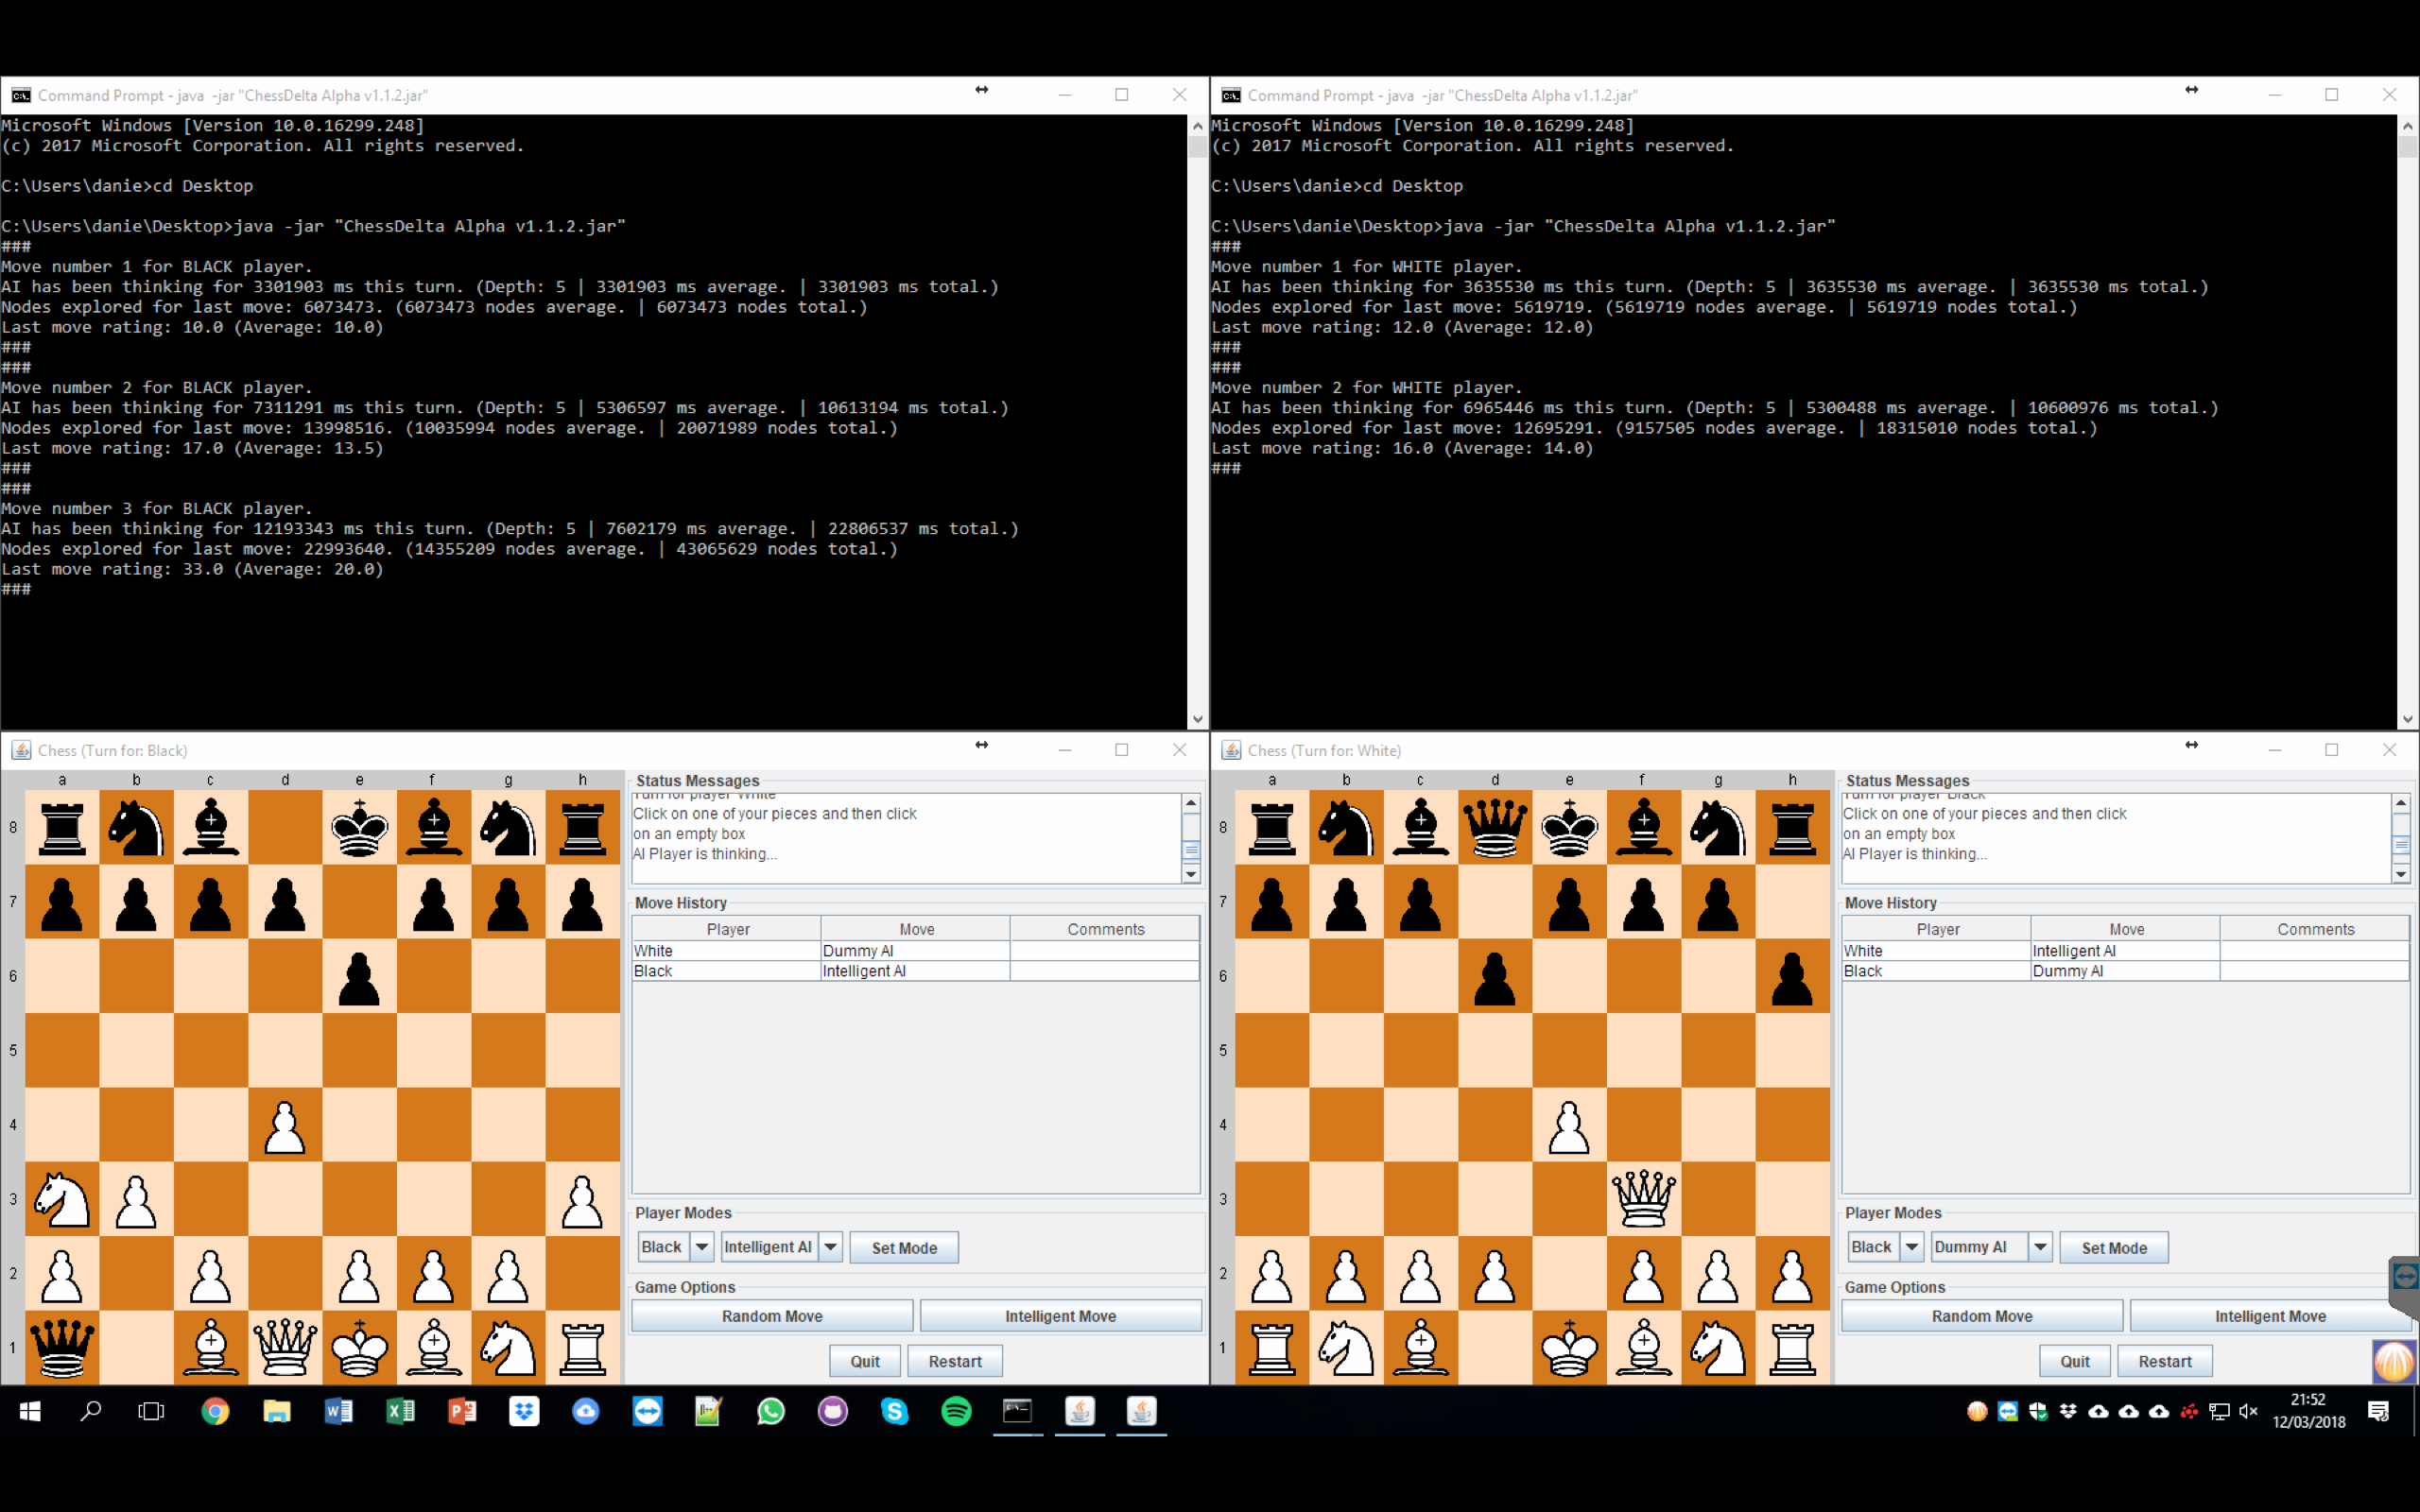 Command Prompt - java -jar "ChessDelta Alpha v1.1.2.jar"
Microsoft Windows [Version 10.0.16299.248]
(c) 2017 Microsoft Corporation. All rights reserved.
C:\Users\danie>cd Desktop
C:\Users\danie\Desktop>java -jar "ChessDelta Alpha v1.1.2.jar"
###
Move number 1 for BLACK player.
AI has been thinking for 3301903 ms this turn. (Depth: 5 | 3301903 ms average. | 3301903 ms total.)
Nodes explored for last move: 6073473. (6073473 nodes average. | 6073473 nodes total.)
Last move rating: 10.0 (Average: 10.0)
###
###
Move number 2 for BLACK player.
AI has been thinking for 7311291 ms this turn. (Depth: 5 | 5306597 ms average. | 10613194 ms total.)
Nodes explored for last move: 13998516. (10035994 nodes average. | 20071989 nodes total.)
Last move rating: 17.0 (Average: 13.5)
###
###
Move number 3 for BLACK player.
AI has been thinking for 12193343 ms this turn. (Depth: 5 | 7602179 ms average. | 22806537 ms total.)
Nodes explored for last move: 22993640. (14355209 nodes average. | 43065629 nodes total.)
Last move rating: 33.0 (Average: 20.0)
###
Command Prompt - java -jar "ChessDelta Alpha v1.1.2.jar"
Microsoft Windows [Version 10.0.16299.248]
(c) 2017 Microsoft Corporation. All rights reserved.
C:\Users\danie>cd Desktop
C:\Users\danie\Desktop>java -jar "ChessDelta Alpha v1.1.2.jar"
###
Move number 1 for WHITE player.
AI has been thinking for 3635530 ms this turn. (Depth: 5 | 3635530 ms average. | 3635530 ms total.)
Nodes explored for last move: 5619719. (5619719 nodes average. | 5619719 nodes total.)
Last move rating: 12.0 (Average: 12.0)
###
###
Move number 2 for WHITE player.
AI has been thinking for 6965446 ms this turn. (Depth: 5 | 5300488 ms average. | 10600976 ms total.)
Nodes explored for last move: 12695291. (9157505 nodes average. | 18315010 nodes total.)
Last move rating: 16.0 (Average: 14.0)
###
Chess (Turn for: Black)
a b c d e f g h
8
7
6
5
4
3
2
1
Status Messages
Turn for player White
Click on one of your pieces and then click
on an empty box
AI Player is thinking...
Move History
Player Move Comments
White Dummy AI
Black Intelligent AI
Player Modes
Black Intelligent AI Set Mode
Game Options
Random Move Intelligent Move
Quit Restart
Chess (Turn for: White)
a b c d e f g h
8
7
6
5
4
3
2
1
Status Messages
Turn for player Black
Click on one of your pieces and then click
on an empty box
AI Player is thinking...
Move History
Player Move Comments
White Intelligent AI
Black Dummy AI
Player Modes
Black Dummy AI Set Mode
Game Options
Random Move Intelligent Move
Quit Restart
21:52
12/03/2018